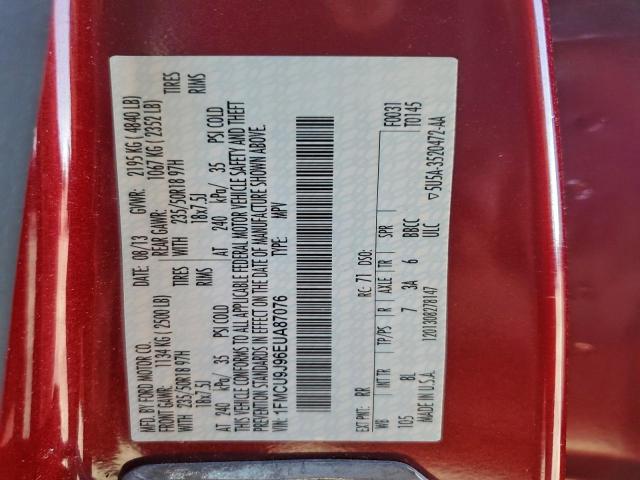 MFD. BY FORD MOTOR CO. DATE: 08/13 GVWR: 2195 KG ( 4840 LB)
FRONT GAWR: 1134 KG ( 2500 LB) REAR GAWR: 1067 KG ( 2352 LB)
WITH 235/50R18 97H TIRES WITH 235/50R18 97H TIRES
18x7.5J RIMS 18x7.5J RIMS
AT 240 kPa/ 35 PSI COLD AT 240 kPa/ 35 PSI COLD
THIS VEHICLE CONFORMS TO ALL APPLICABLE FEDERAL MOTOR VEHICLE SAFETY AND THEFT
PREVENTION STANDARDS IN EFFECT ON THE DATE OF MANUFACTURE SHOWN ABOVE.
VIN: 1FMCU9J96EUA87076 TYPE: MPV
EXT PNT: RR RC: 71 DSO: F0031
WB INT TR TP/PS R AXLE TR SPR T0145
105 BL 7 3A 6 BBCC
ULC
MADE IN U.S.A. 120130827B147 5U5A-3520472-AA